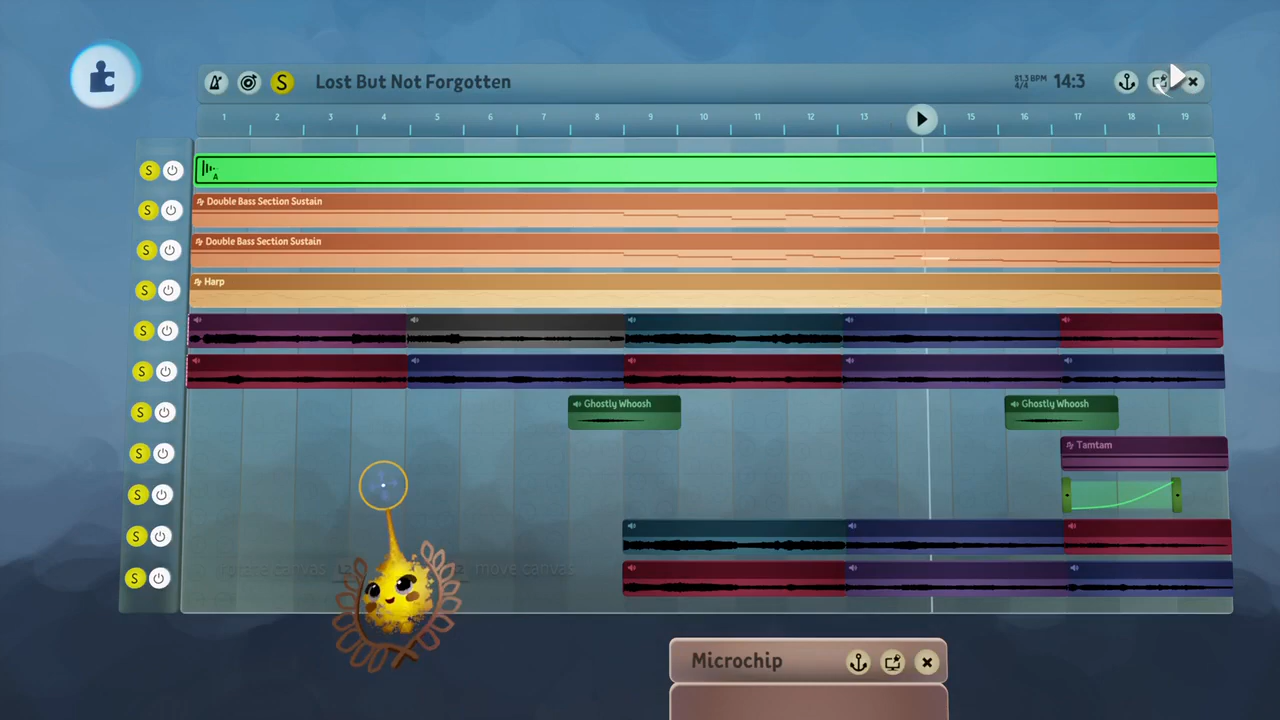 S Lost But Not Forgotten 81.3 BPM 4/4 14:3
1 2 3 4 5 6 7 8 9 10 11 12 13 15 16 17 18 19
S A
S Double Bass Section Sustain
S Double Bass Section Sustain
S Harp
S
S
S Ghostly Whoosh Ghostly Whoosh
S Tamtam
S
S
S
rotate canvas move canvas
Microchip